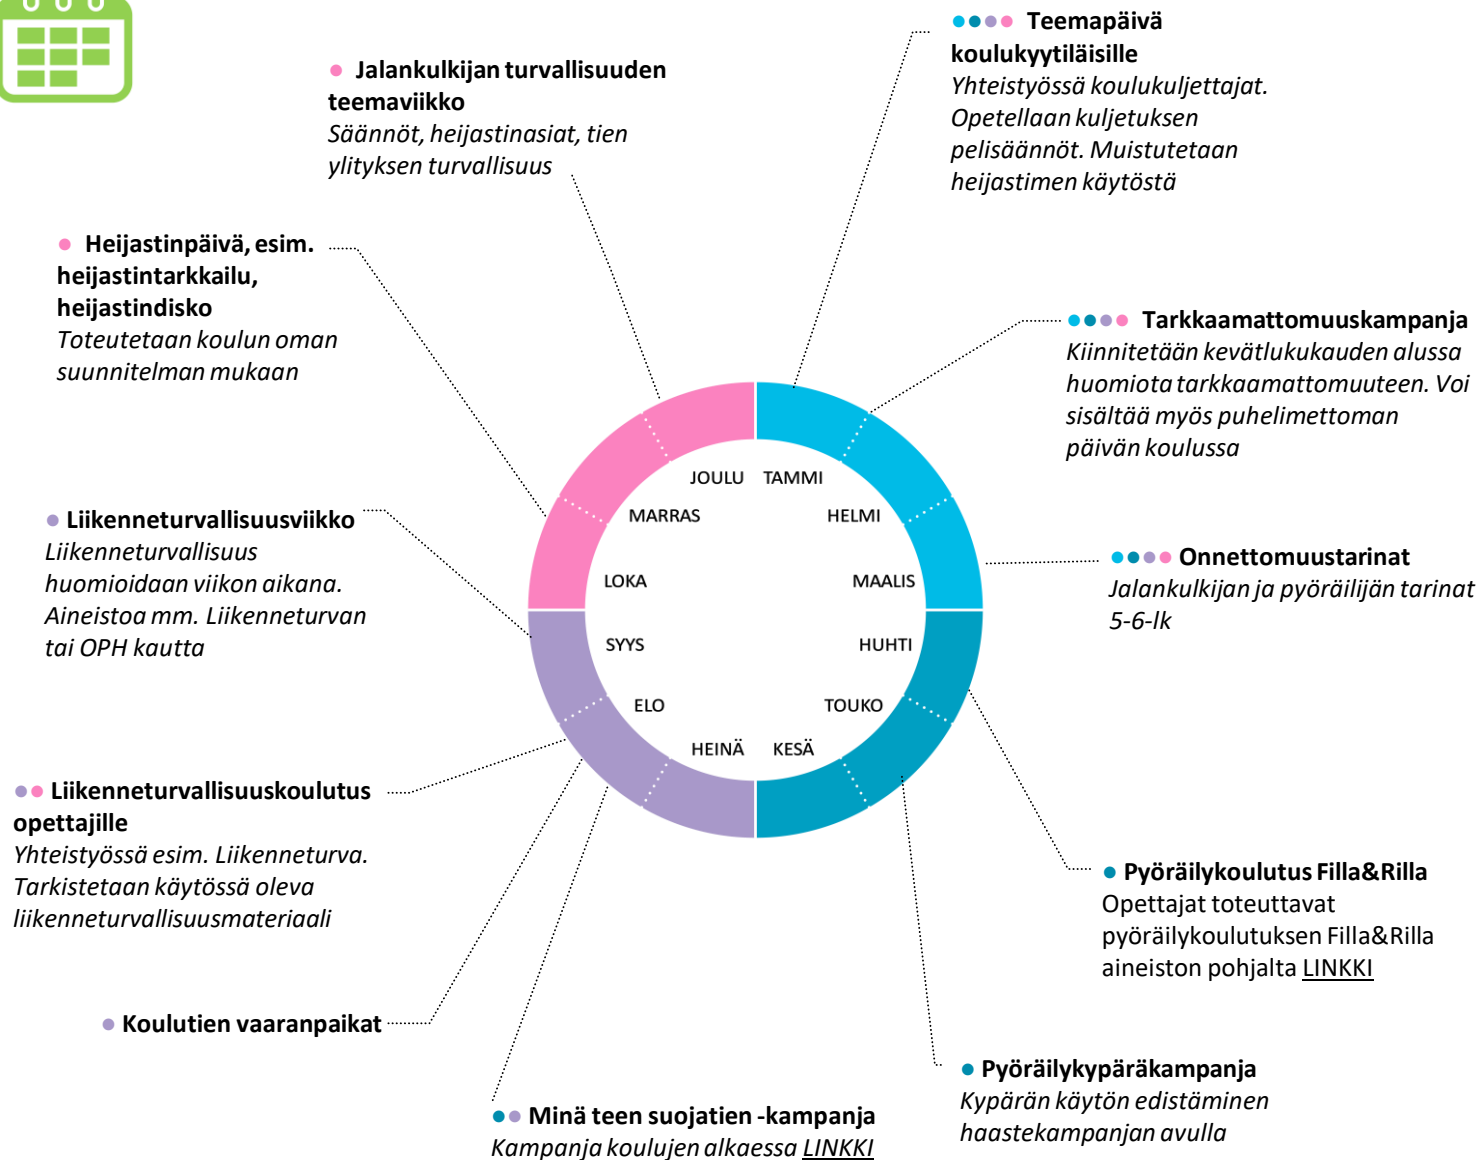 Teemapäivä
koulukyytiläisille
Yhteistyössä koulukuljettajat.
Opetellaan kuljetuksen
pelisäännöt. Muistutetaan
heijastimen käytöstä
Jalankulkijan turvallisuuden
teemaviikko
Säännöt, heijastinasiat, tien
ylityksen turvallisuus
Heijastinpäivä, esim.
heijastintarkkailu,
heijastindisko
Toteutetaan koulun oman
suunnitelman mukaan
Tarkkaamattomuuskampanja
Kiinnitetään kevätlukukauden alussa
huomiota tarkkaamattomuuteen. Voi
sisältää myös puhelimettoman
päivän koulussa
JOULU TAMMI
MARRAS HELMI
LOKA MAALIS
SYYS HUHTI
ELO TOUKO
HEINÄ KESÄ
Liikenneturvallisuusviikko
Liikenneturvallisuus
huomioidaan viikon aikana.
Aineistoa mm. Liikenneturvan
tai OPH kautta
Onnettomuustarinat
Jalankulkijan ja pyöräilijän tarinat
5-6-lk
Liikenneturvallisuuskoulutus
opettajille
Yhteistyössä esim. Liikenneturva.
Tarkistetaan käytössä oleva
liikenneturvallisuusmateriaali
Pyöräilykoulutus Filla&Rilla
Opettajat toteuttavat
pyöräilykoulutuksen Filla&Rilla
aineiston pohjalta LINKKI
Koulutien vaaranpaikat
Pyöräilykypäräkampanja
Kypärän käytön edistäminen
haastekampanjan avulla
Minä teen suojatien -kampanja
Kampanja koulujen alkaessa LINKKI